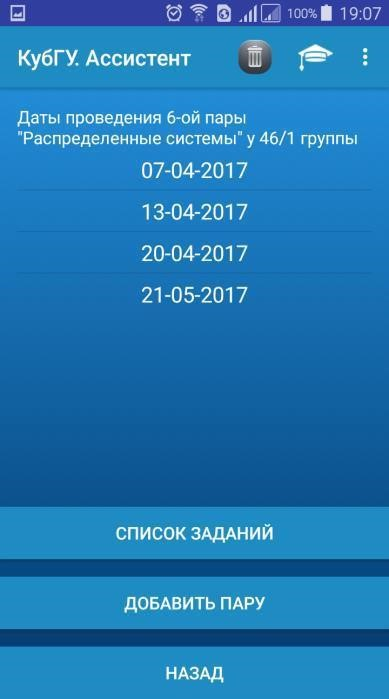 100% 19:07
КубГУ. Ассистент
Даты проведения 6-ой пары
"Распределенные системы" у 46/1 группы
07-04-2017
13-04-2017
20-04-2017
21-05-2017
СПИСОК ЗАДАНИЙ
ДОБАВИТЬ ПАРУ
НАЗАД